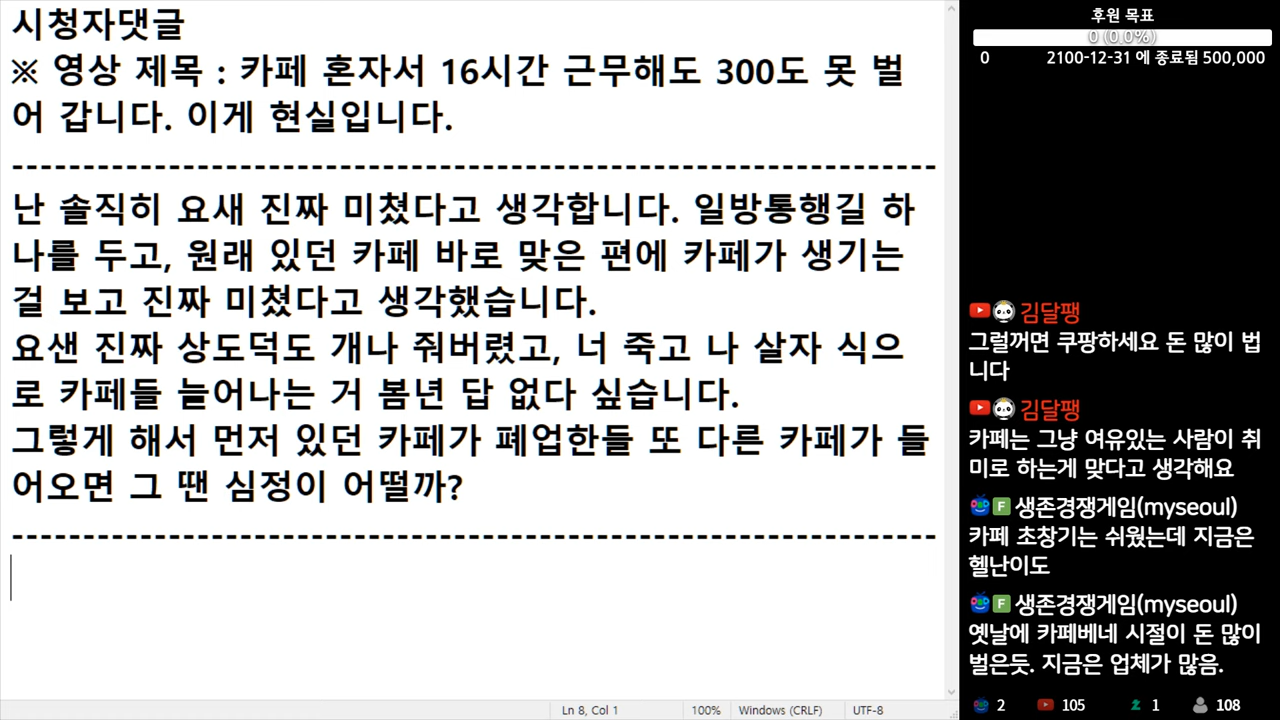 시청자댓글
※ 영상 제목 : 카페 혼자서 16시간 근무해도 300도 못 벌
어 갑니다. 이게 현실입니다.
-----------------------------------------------------------------
난 솔직히 요새 진짜 미쳤다고 생각합니다. 일방통행길 하
나를 두고, 원래 있던 카페 바로 맞은 편에 카페가 생기는
걸 보고 진짜 미쳤다고 생각했습니다.
요샌 진짜 상도덕도 개나 줘버렸고, 너 죽고 나 살자 식으
로 카페들 늘어나는 거 봄년 답 없다 싶습니다.
그렇게 해서 먼저 있던 카페가 폐업한들 또 다른 카페가 들
어오면 그 땐 심정이 어떨까?
-----------------------------------------------------------------
Ln 8, Col 1
100%
Windows (CRLF)
UTF-8
후원 목표
0 (0.0%)
0 2100-12-31 에 종료됨 500,000
김달팽
그럴꺼면 쿠팡하세요 돈 많이 법
니다
김달팽
카페는 그냥 여유있는 사람이 취
미로 하는게 맞다고 생각해요
F 생존경쟁게임(myseoul)
카페 초창기는 쉬웠는데 지금은
헬난이도
F 생존경쟁게임(myseoul)
옛날에 카페베네 시절이 돈 많이
벌은듯. 지금은 업체가 많음.
2 105 1 108